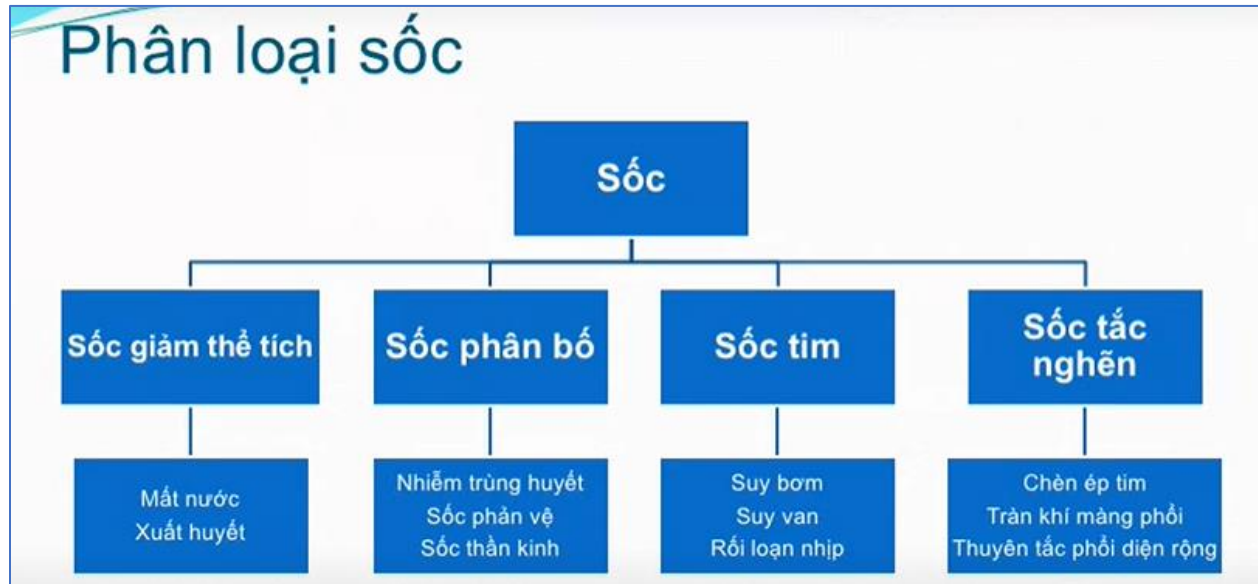 Phân loại sốc
Sốc
Sốc giảm thể tích
Mất nước
Xuất huyết
Sốc phân bố
Nhiễm trùng huyết
Sốc phản vệ
Sốc thần kinh
Sốc tim
Suy bơm
Suy van
Rối loạn nhịp
Sốc tắc
nghẽn
Chèn ép tim
Tràn khí màng phổi
Thuyên tắc phổi diện rộng